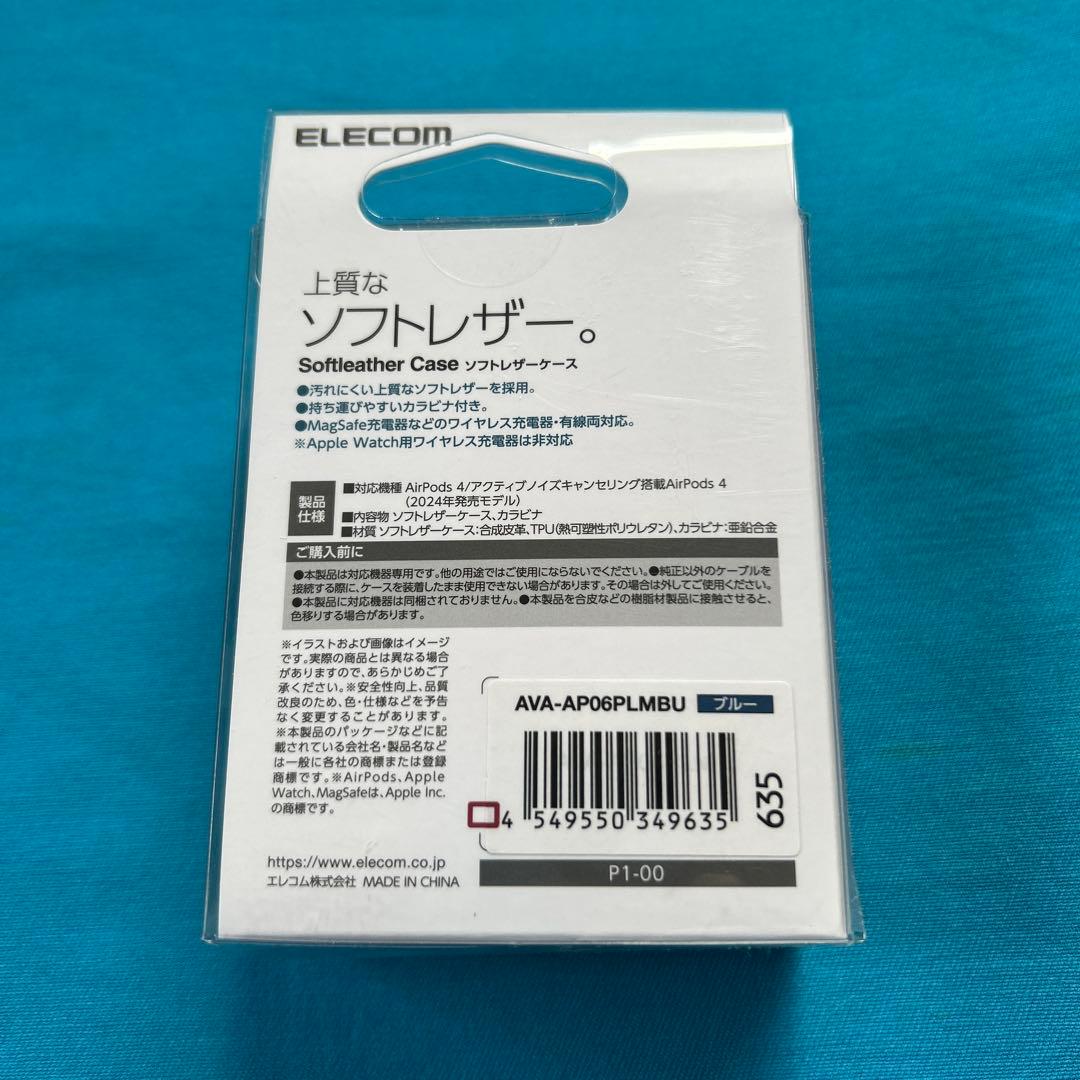 ELECOM
上質な
ソフトレザー。
Softleather Case ソフトレザーケース
●汚れにくい上質なソフトレザーを採用。
●持ち運びやすいカラビナ付き。
●MagSafe充電器などのワイヤレス充電器・有線両対応。
※Apple Watch用ワイヤレス充電器は非対応
製品
仕様
■対応機種 AirPods 4/アクティブノイズキャンセリング搭載AirPods 4
(2024年発売モデル)
■内容物 ソフトレザーケース、カラビナ
■材質 ソフトレザーケース:合成皮革、TPU(熱可塑性ポリウレタン)、カラビナ:亜鉛合金
ご購入前に
●本製品は対応機器専用です。他の用途ではご使用にならないでください。●純正以外のケーブルを
接続する際に、ケースを装着したまま使用できない場合があります。その場合は外してご使用ください。
●本製品に対応機器は同梱されておりません。●本製品を合皮などの樹脂材製品に接触させると、
色移りする場合があります。
※イラストおよび画像はイメージ
です。実際の商品とは異なる場合
がありますので、あらかじめご了
承ください。※安全性向上、品質
改良のため、色・仕様などを予告
なく変更することがあります。
※本製品のパッケージなどに記
載されている会社名・製品名など
は一般に各社の商標または登録
商標です。※AirPods、Apple
Watch、MagSafeは、Apple Inc.
の商標です。
https://www.elecom.co.jp
エレコム株式会社 MADE IN CHINA
AVA-AP06PLMBU ブルー
4 549550 349635
635
P1-00